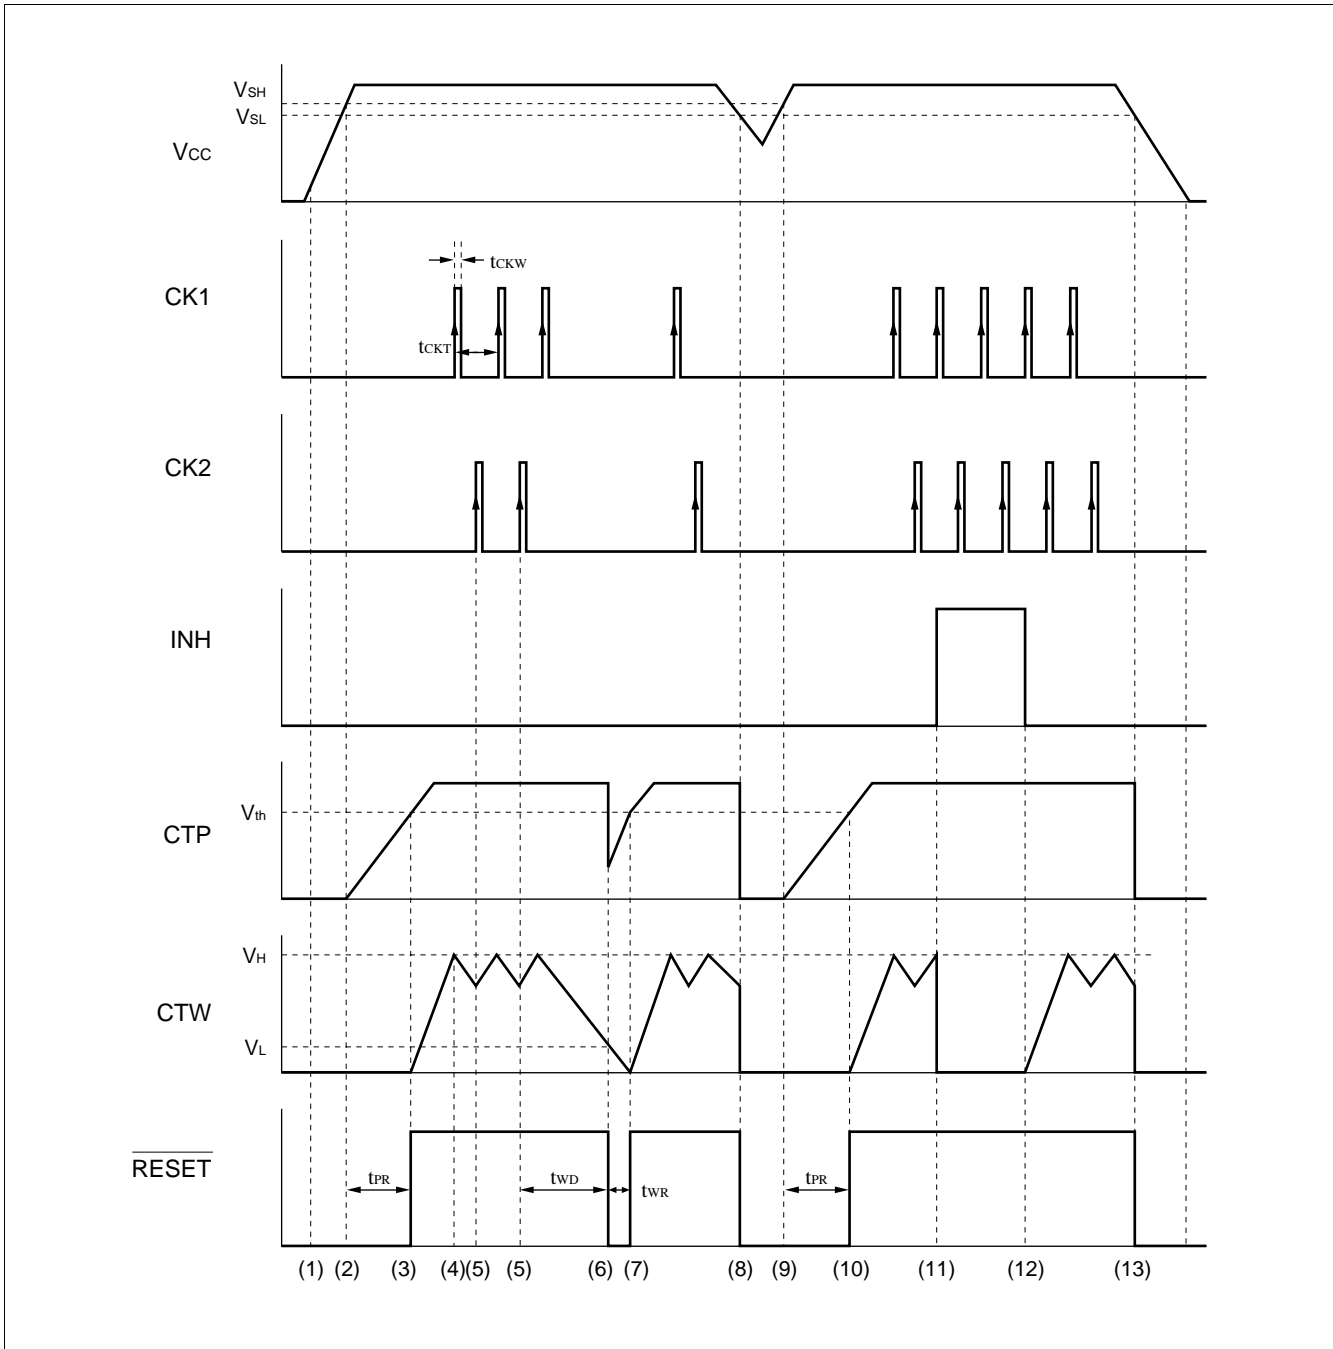 VSH
VSL
VCC
tCKW
CK1
tCKT
CK2
INH
Vth
CTP
VH
CTW
VL
RESET
tPR
tWD
tWR
tPR
(1) (2) (3) (4) (5) (5) (6) (7) (8) (9) (10) (11) (12) (13)